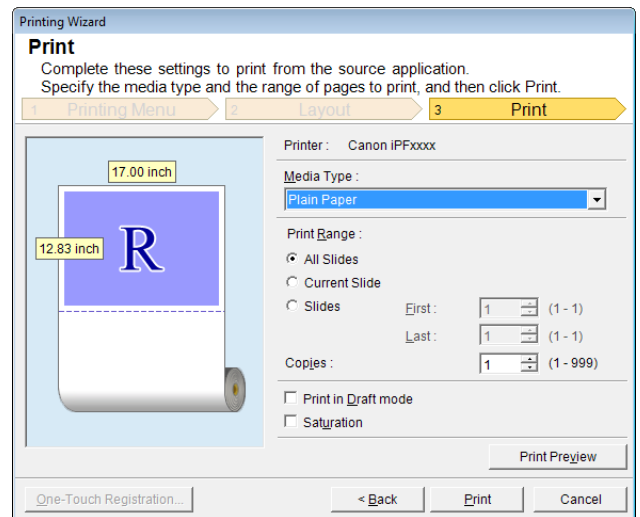 Printing Wizard
Print
Complete these settings to print from the source application.
Specify the media type and the range of pages to print, and then click Print.
1 Printing Menu 2 Layout 3 Print
Printer : Canon iPFxxxx
17.00 inch
12.83 inch
R
Media Type :
Plain Paper
Print Range :
All Slides
Current Slide
Slides First : 1 (1 - 1)
Last : 1 (1 - 1)
Copies : 1 (1 - 999)
Print in Draft mode
Saturation
Print Preview
One-Touch Registration... < Back Print Cancel